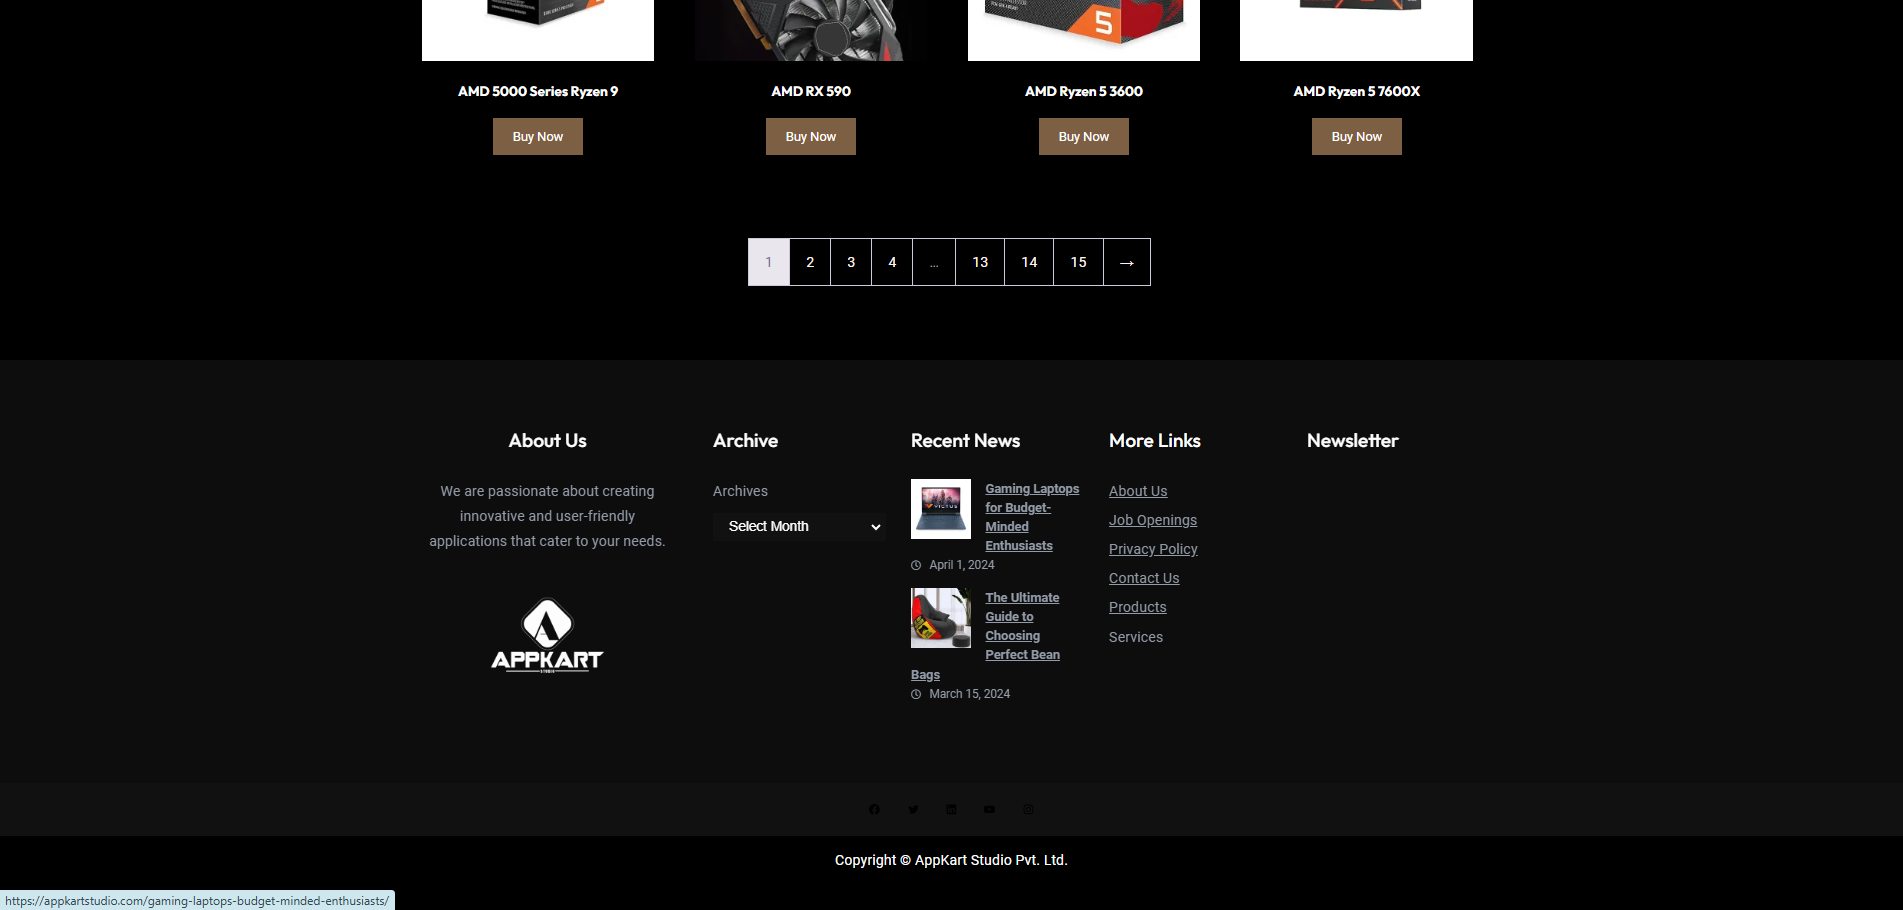 5
AMD 5000 Series Ryzen 9
AMD RX 590
AMD Ryzen 5 3600
AMD Ryzen 5 7600X
Buy Now
Buy Now
Buy Now
Buy Now
1 2 3 4 ... 13 14 15 →
About Us
We are passionate about creating
innovative and user-friendly
applications that cater to your needs.
APPKART
STUDIO
Archive
Archives
Select Month
Recent News
Gaming Laptops
for Budget-
Minded
Enthusiasts
April 1, 2024
The Ultimate
Guide to
Choosing
Perfect Bean
Bags
March 15, 2024
More Links
About Us
Job Openings
Privacy Policy
Contact Us
Products
Services
Newsletter
Copyright © AppKart Studio Pvt. Ltd.
https://appkartstudio.com/gaming-laptops-budget-minded-enthusiasts/